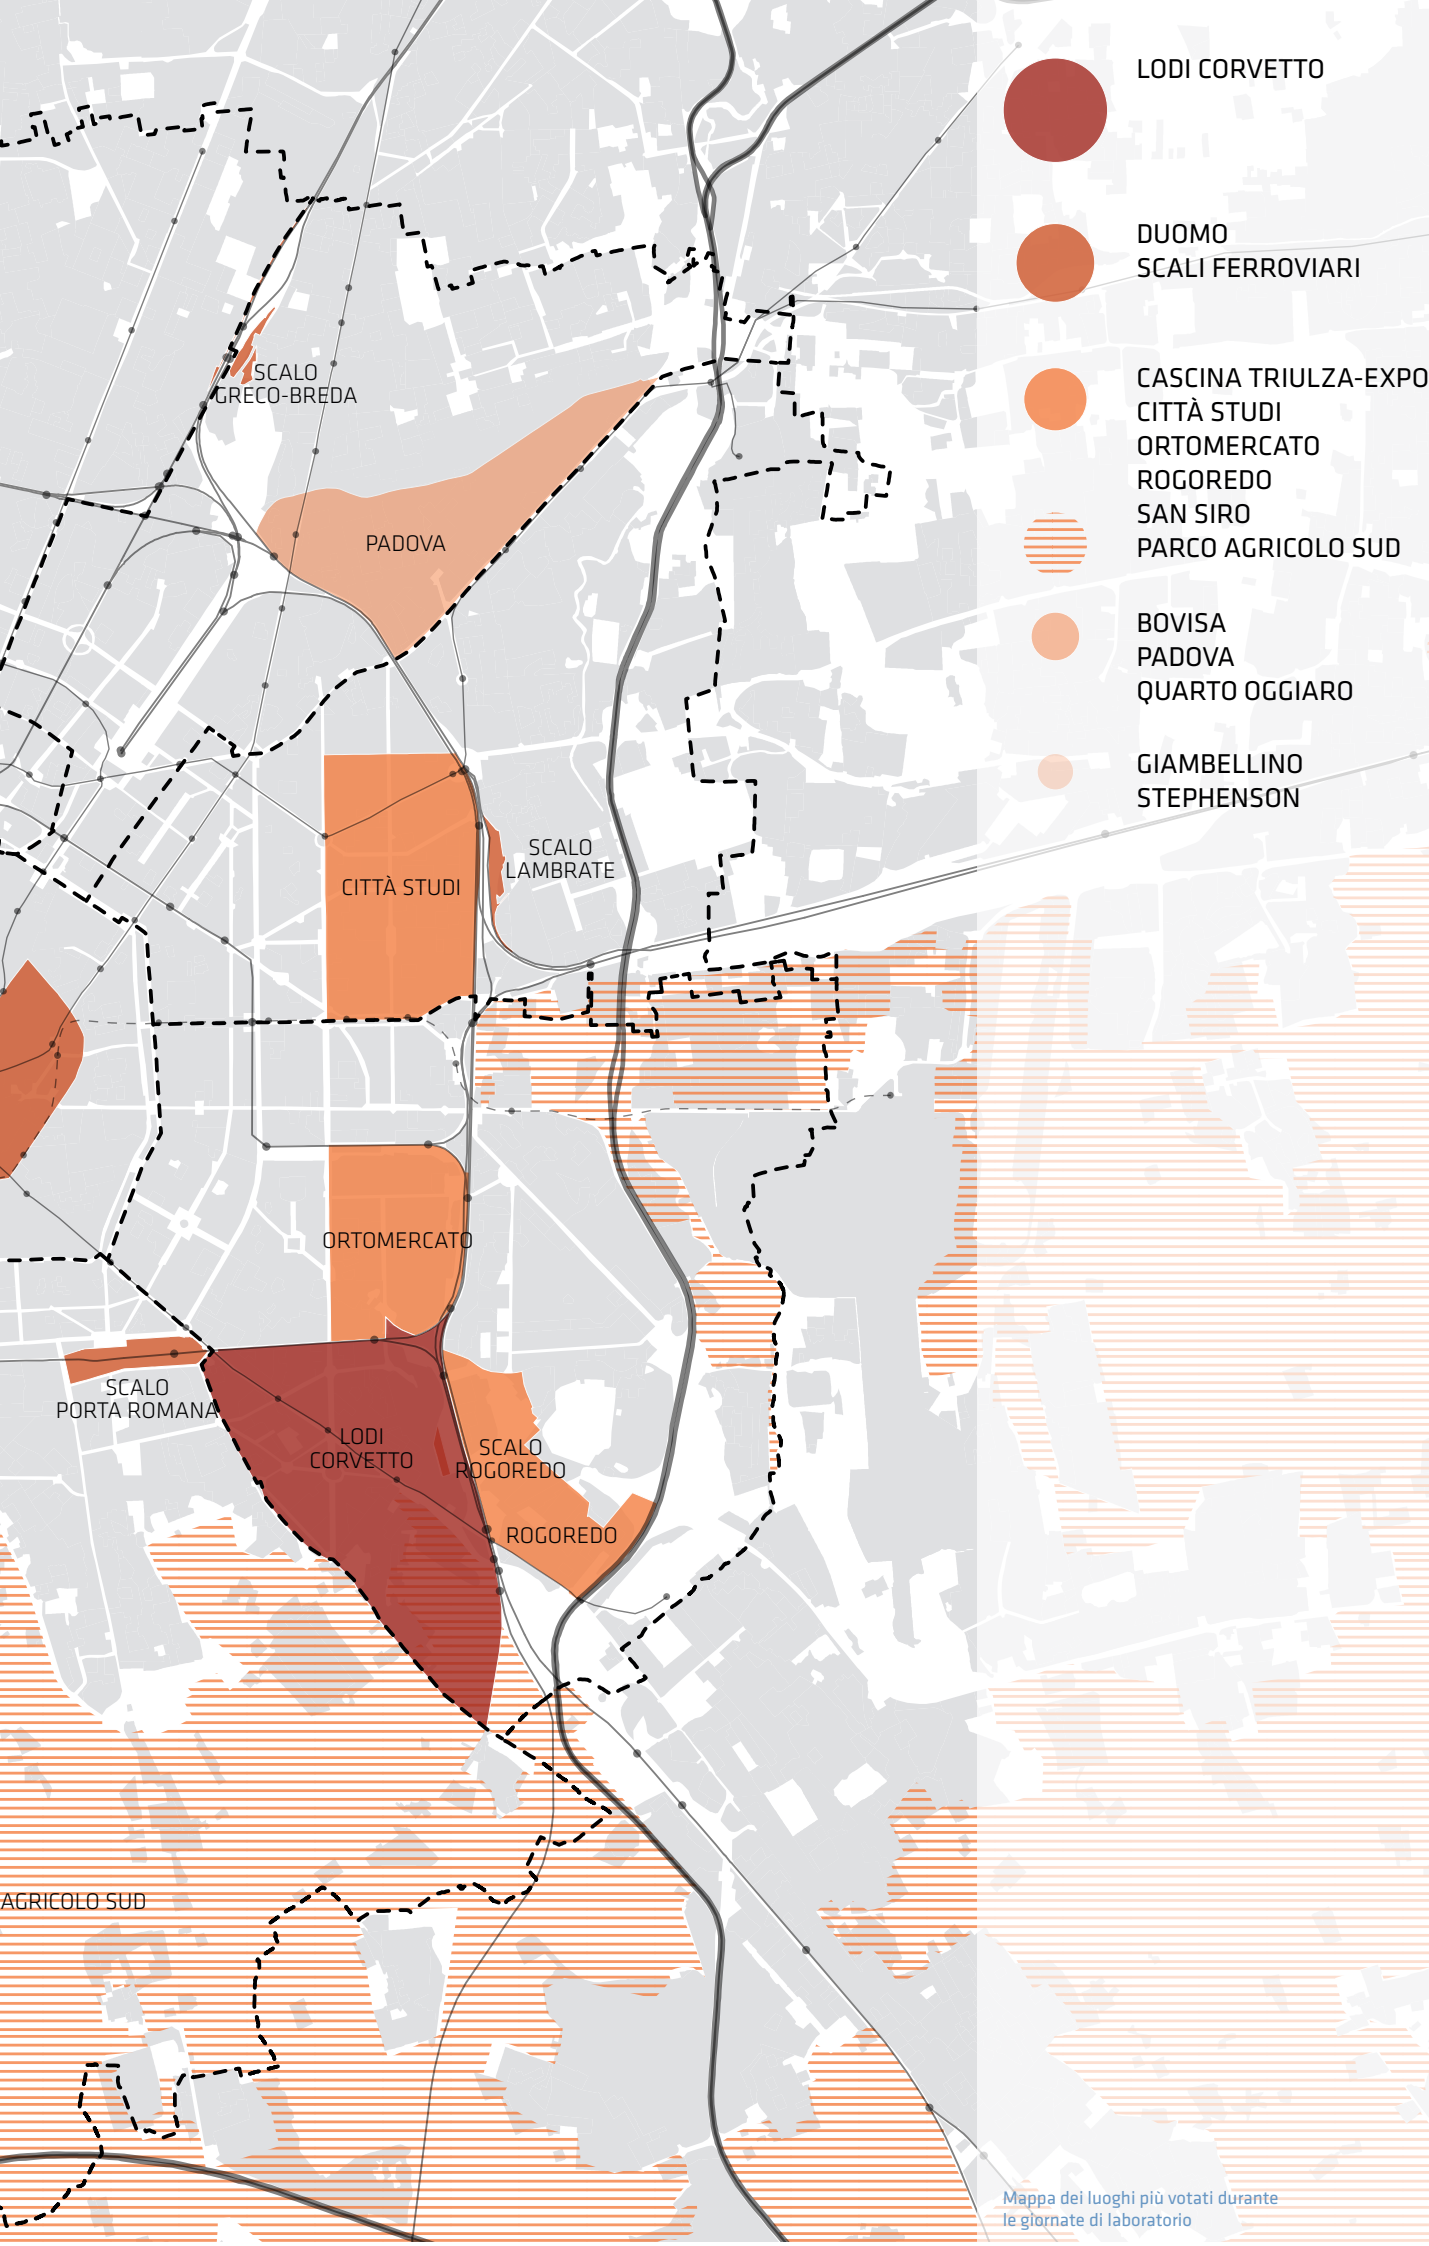 LODI CORVETTO
DUOMO
SCALI FERROVIARI
CASCINA TRIULZA-EXPO
CITTÀ STUDI
ORTOMERCATO
ROGOREDO
SAN SIRO
PARCO AGRICOLO SUD
BOVISA
PADOVA
QUARTO OGGIARO
GIAMBELLINO
STEPHENSON
SCALO
GRECO-BREDA
PADOVA
SCALO
LAMBRATE
CITTÀ STUDI
ORTOMERCATO
SCALO
PORTA ROMANA
LODI
CORVETTO
SCALO
ROGOREDO
ROGOREDO
AGRICOLO SUD
Mappa dei luoghi più votati durante
le giornate di laboratorio